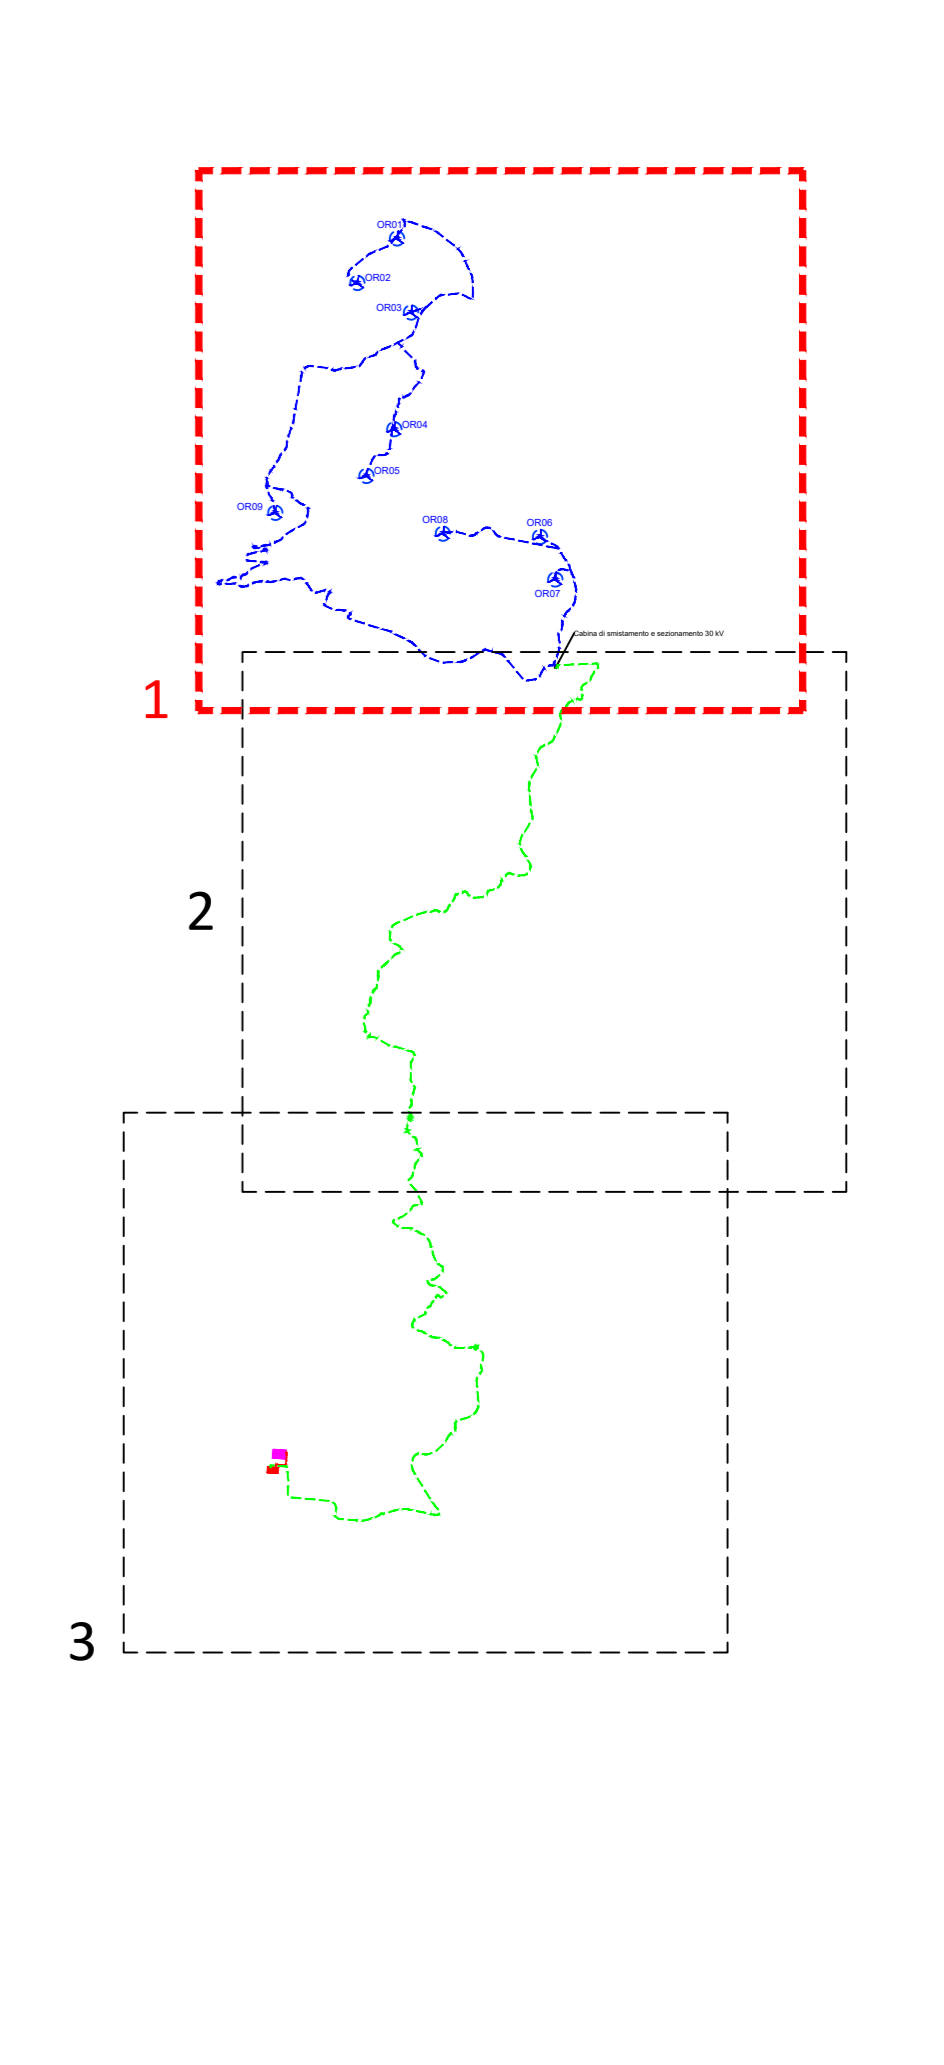 OR01
OR02
OR03
OR04
OR05
OR09
OR08
OR06
OR07
Cabina di smistamento e sezionamento 30 kV
1
2
3